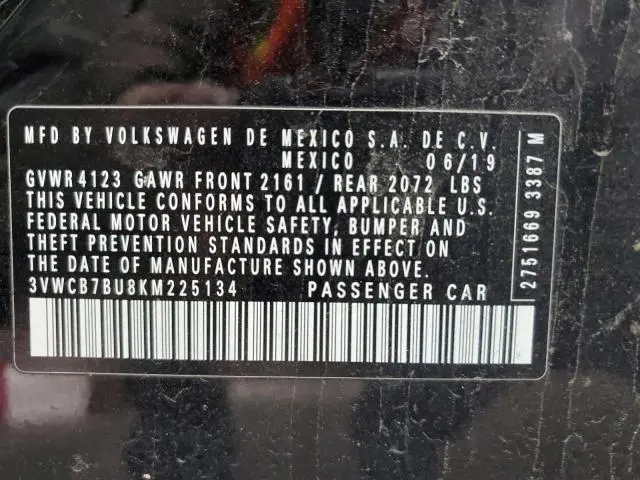 MFD BY VOLKSWAGEN DE MEXICO S.A. DE C.V.
MEXICO 06/19
GVWR 4123 GAWR FRONT 2161 / REAR 2072 LBS
THIS VEHICLE CONFORMS TO ALL APPLICABLE U.S.
FEDERAL MOTOR VEHICLE SAFETY, BUMPER AND
THEFT PREVENTION STANDARDS IN EFFECT ON
THE DATE OF MANUFACTURE SHOWN ABOVE.
3VWCB7BU8KM225134 PASSENGER CAR
2751669 3387 M